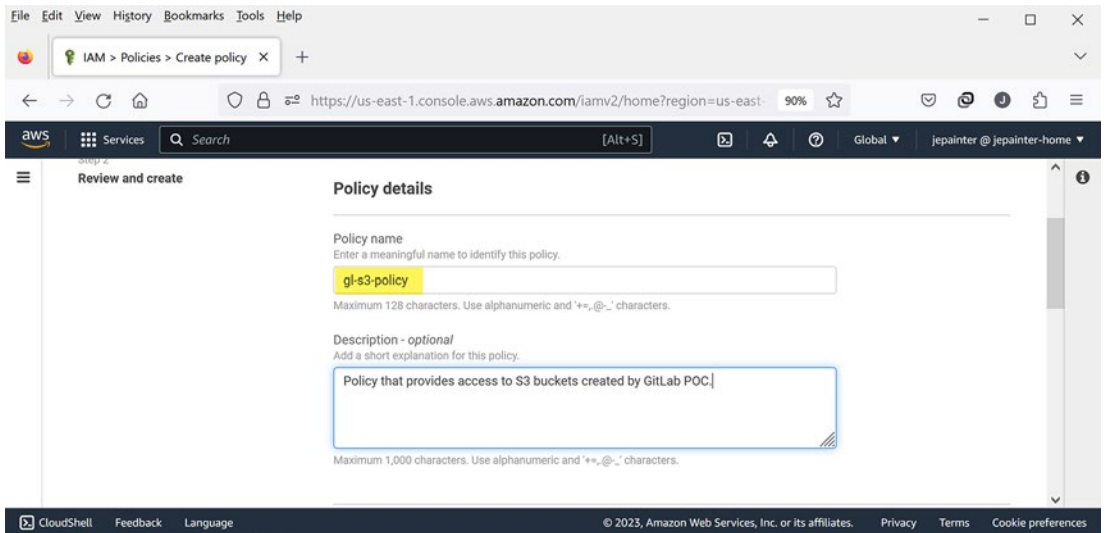 File Edit View History Bookmarks Tools Help
IAM > Policies > Create policy
https://us-east-1.console.aws.amazon.com/iamv2/home?region=us-east- 90%
aws Services Search [Alt+S] Global jepainter @ jepainter-home
Step 2
Review and create
Policy details
Policy name
Enter a meaningful name to identify this policy.
gl-s3-policy
Maximum 128 characters. Use alphanumeric and '+=,.@-_' characters.
Description - optional
Add a short explanation for this policy.
Policy that provides access to S3 buckets created by GitLab POC.
Maximum 1,000 characters. Use alphanumeric and '+=,.@-_' characters.
CloudShell Feedback Language © 2023, Amazon Web Services, Inc. or its affiliates. Privacy Terms Cookie preferences